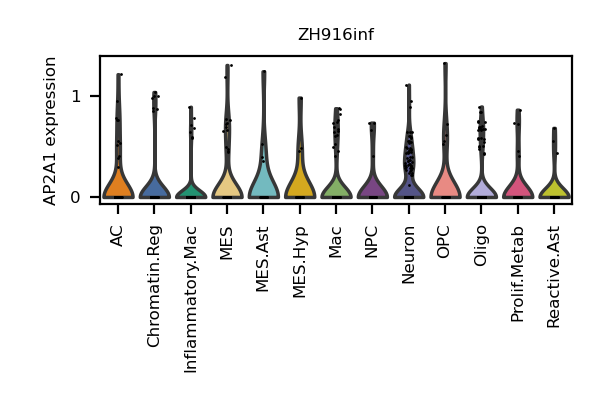 ZH916inf
AP2A1 expression
1
0
AC
Chromatin.Reg
Inflammatory.Mac
MES
MES.Ast
MES.Hyp
Mac
NPC
Neuron
OPC
Oligo
Prolif.Metab
Reactive.Ast